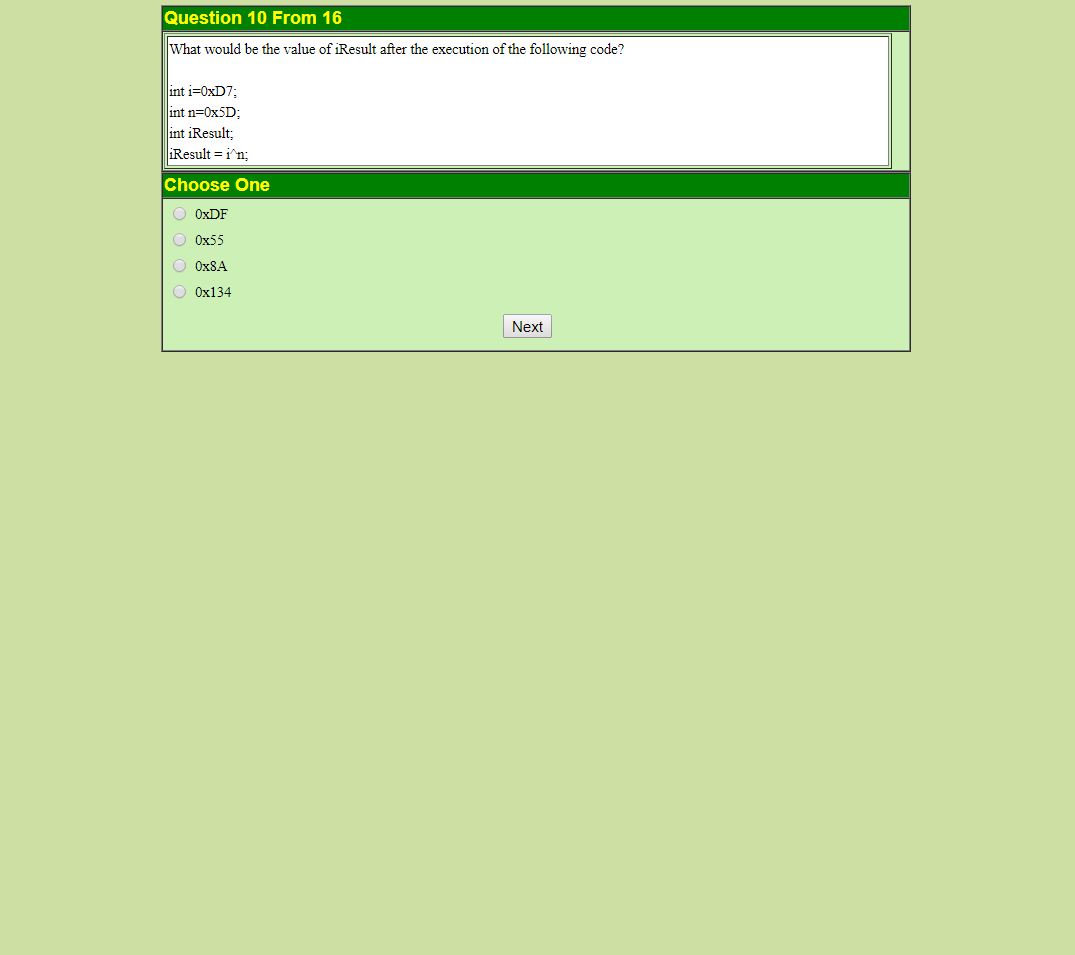 Question 10 From 16
What would be the value of iResult after the execution of the following code?
int i=0xD7;
int n=0x5D;
int iResult;
iResult = i^n;
Choose One
0xDF
0x55
0x8A
0x134
Next